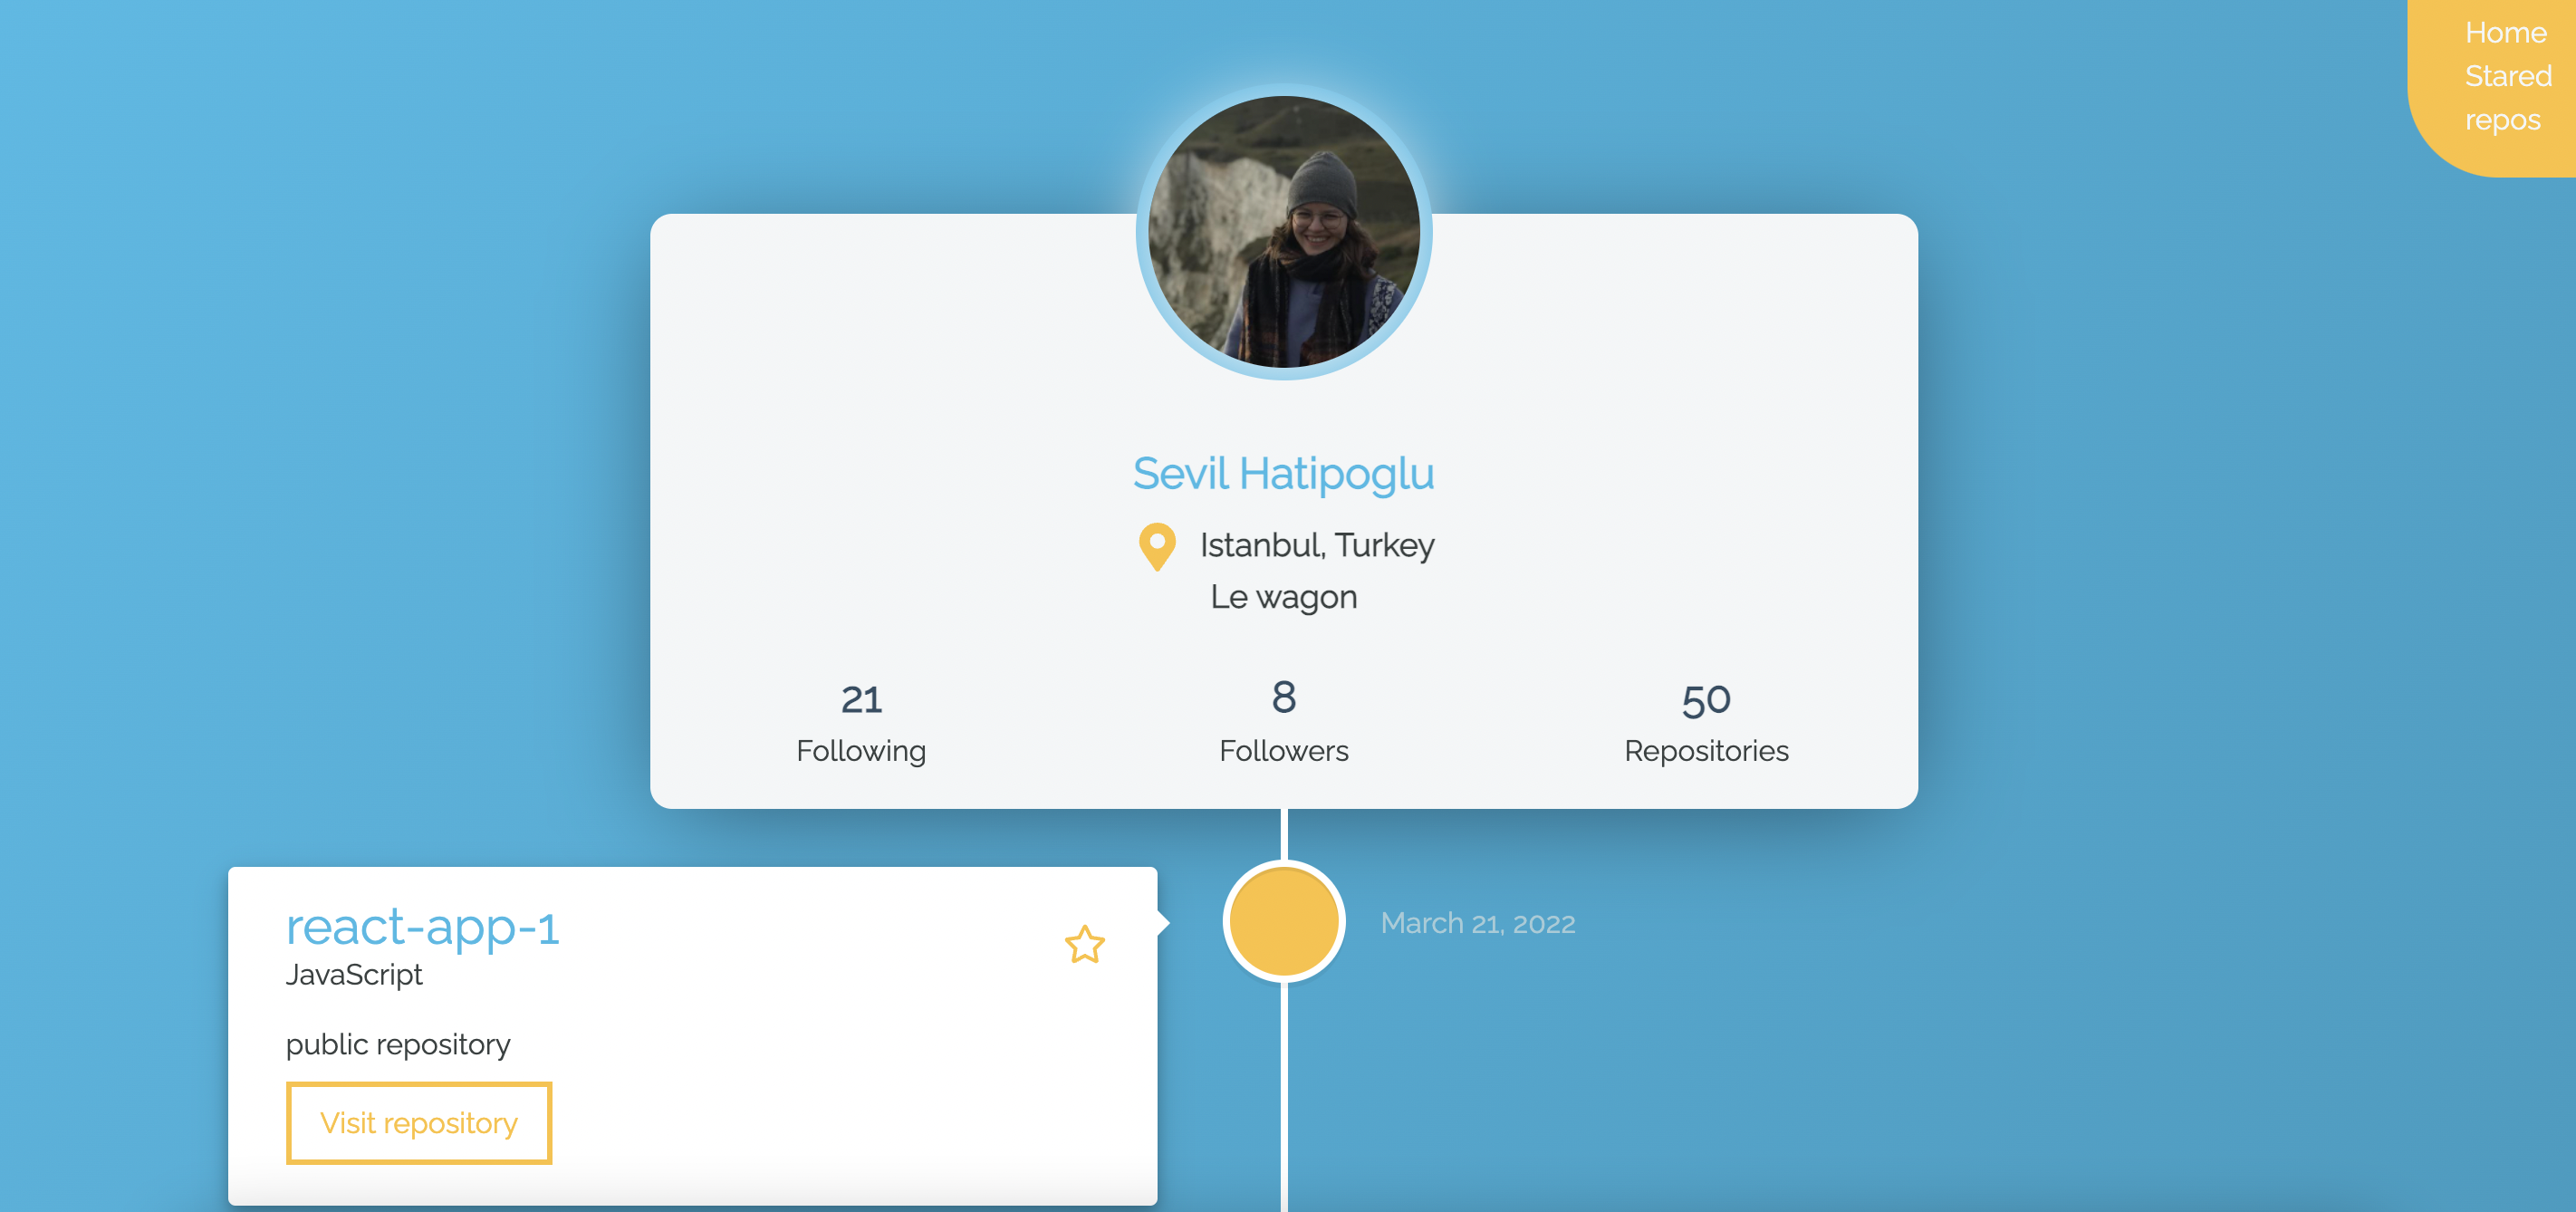 Home
Stared
repos
Sevil Hatipoglu
Istanbul, Turkey
Le wagon
21
Following
8
Followers
50
Repositories
react-app-1
JavaScript
public repository
Visit repository
March 21, 2022